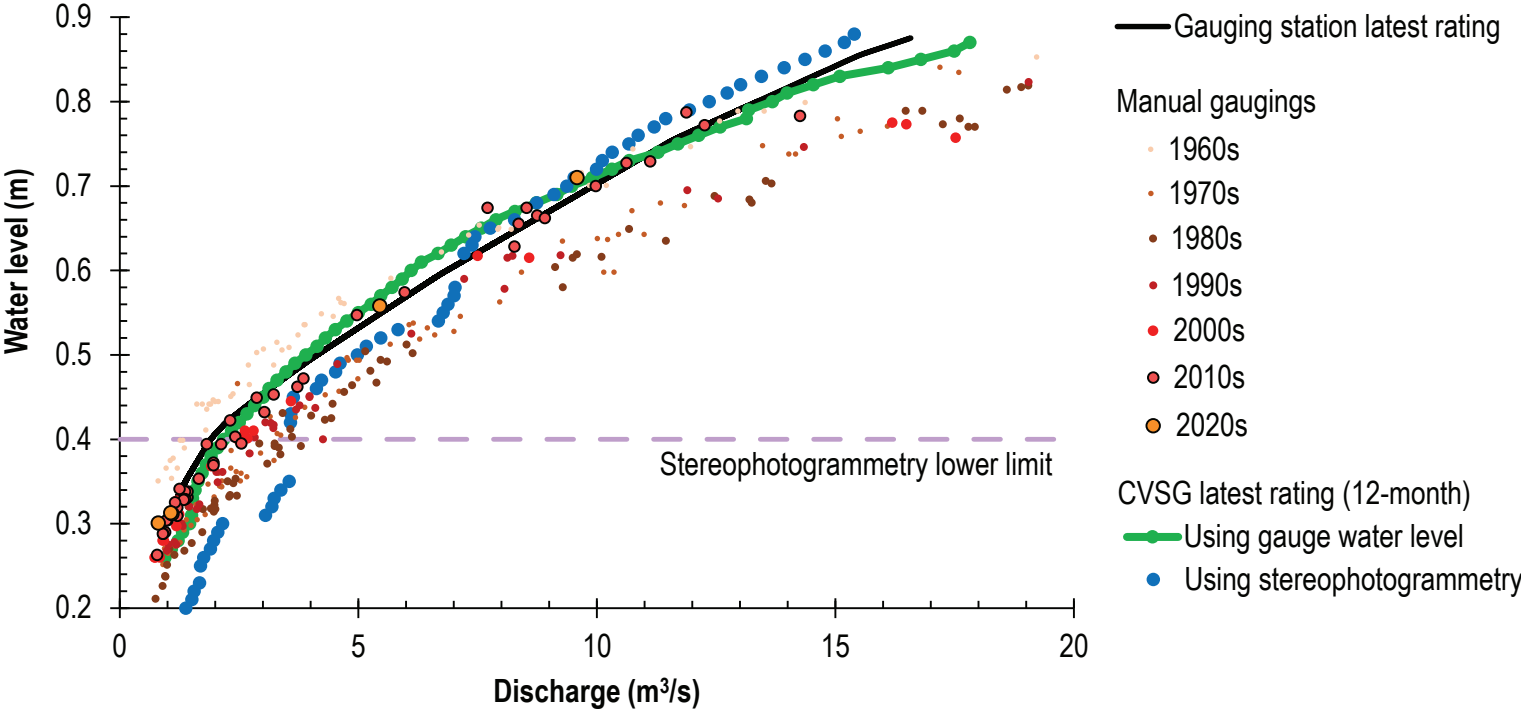 0.9
0.8
0.7
0.6
0.5
0.4
0.3
0.2
Water level (m)
0
5
10
15
20
Discharge (m³/s)
Stereophotogrammetry lower limit
Gauging station latest rating
Manual gaugings
1960s
1970s
1980s
1990s
2000s
2010s
2020s
CVSG latest rating (12-month)
Using gauge water level
Using stereophotogrammetry